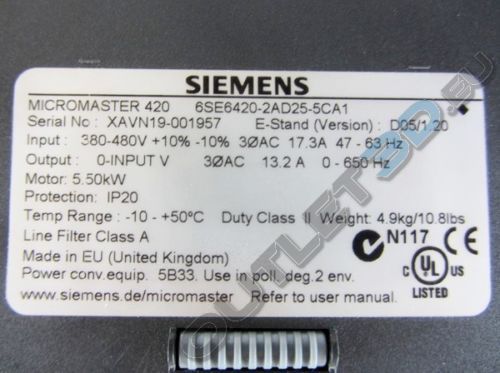 SIEMENS
MICROMASTER 420 6SE6420-2AD25-5CA1
Serial No : XAVN19-001957 E-Stand (Version) : D05/1.20
Input : 380-480V +10% -10% 3ØAC 17.3A 47 - 63 Hz
Output : 0-INPUT V 3ØAC 13.2 A 0 - 650 Hz
Motor: 5.50kW
Protection: IP20
Temp Range : -10 - +50ºC Duty Class II Weight: 4.9kg/10.8lbs
Line Filter Class A
N117 CE
Made in EU (United Kingdom)
Power conv.equip. 5B33. Use in poll, deg.2 env.
C UL US
LISTED
www.siemens.de/micromaster Refer to user manual.
OUTLET3D.EU